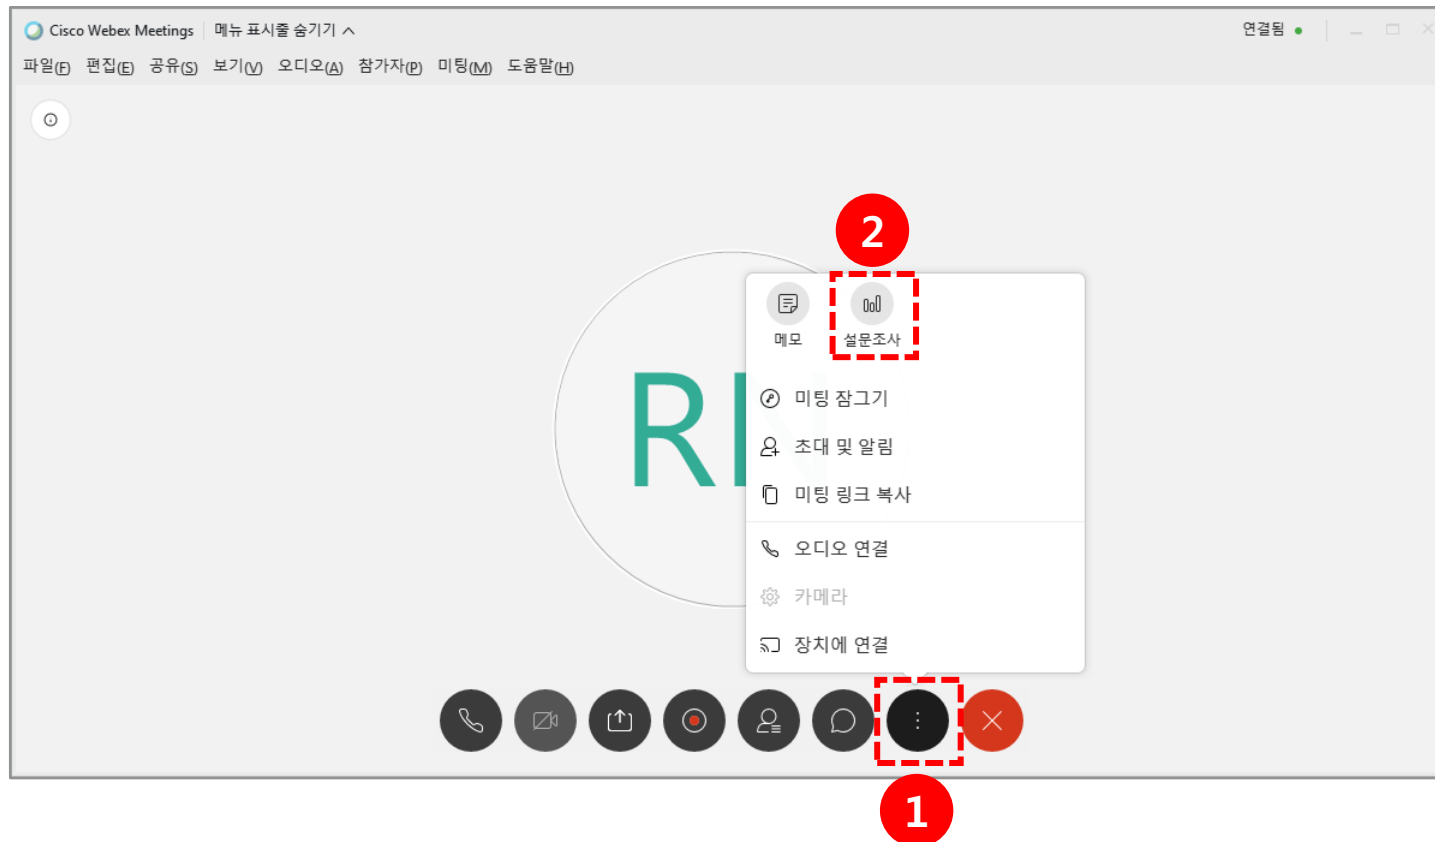 Cisco Webex Meetings 메뉴 표시줄 숨기기
연결됨
파일(F) 편집(E) 공유(S) 보기(V) 오디오(A) 참가자(P) 미팅(M) 도움말(H)
2
메모 설문조사
R
미팅 잠그기
초대 및 알림
미팅 링크 복사
오디오 연결
카메라
장치에 연결
1